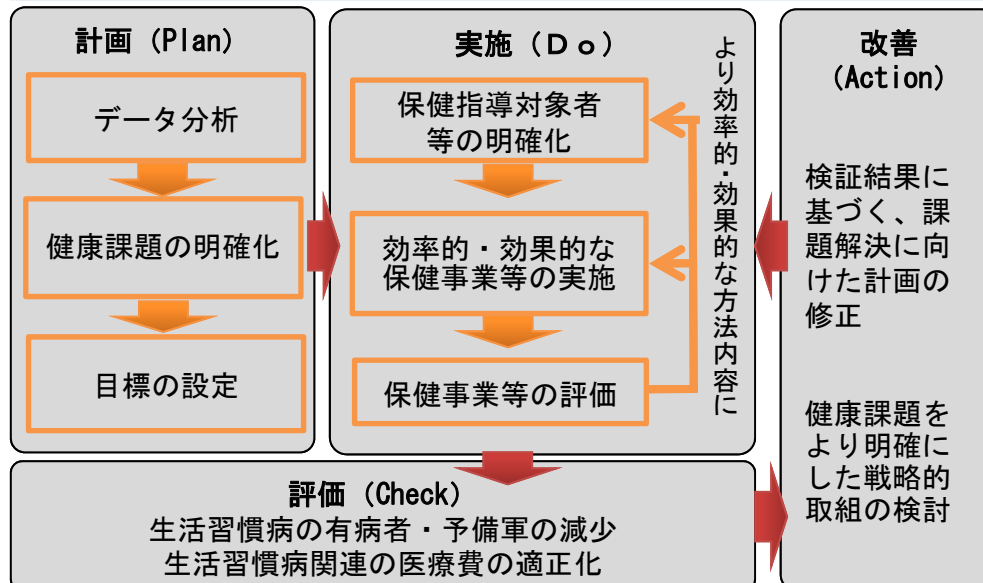 計画（Plan）
データ分析
健康課題の明確化
目標の設定
実施（Ｄｏ）
保健指導対象者
等の明確化
効率的・効果的な
保健事業等の実施
保健事業等の評価
より効率的・効果的な方法内容に
評価（Check）
生活習慣病の有病者・予備軍の減少
生活習慣病関連の医療費の適正化
改善
（Action）
検証結果に
基づく、課
題解決に向
けた計画の
修正
健康課題を
より明確に
した戦略的
取組の検討